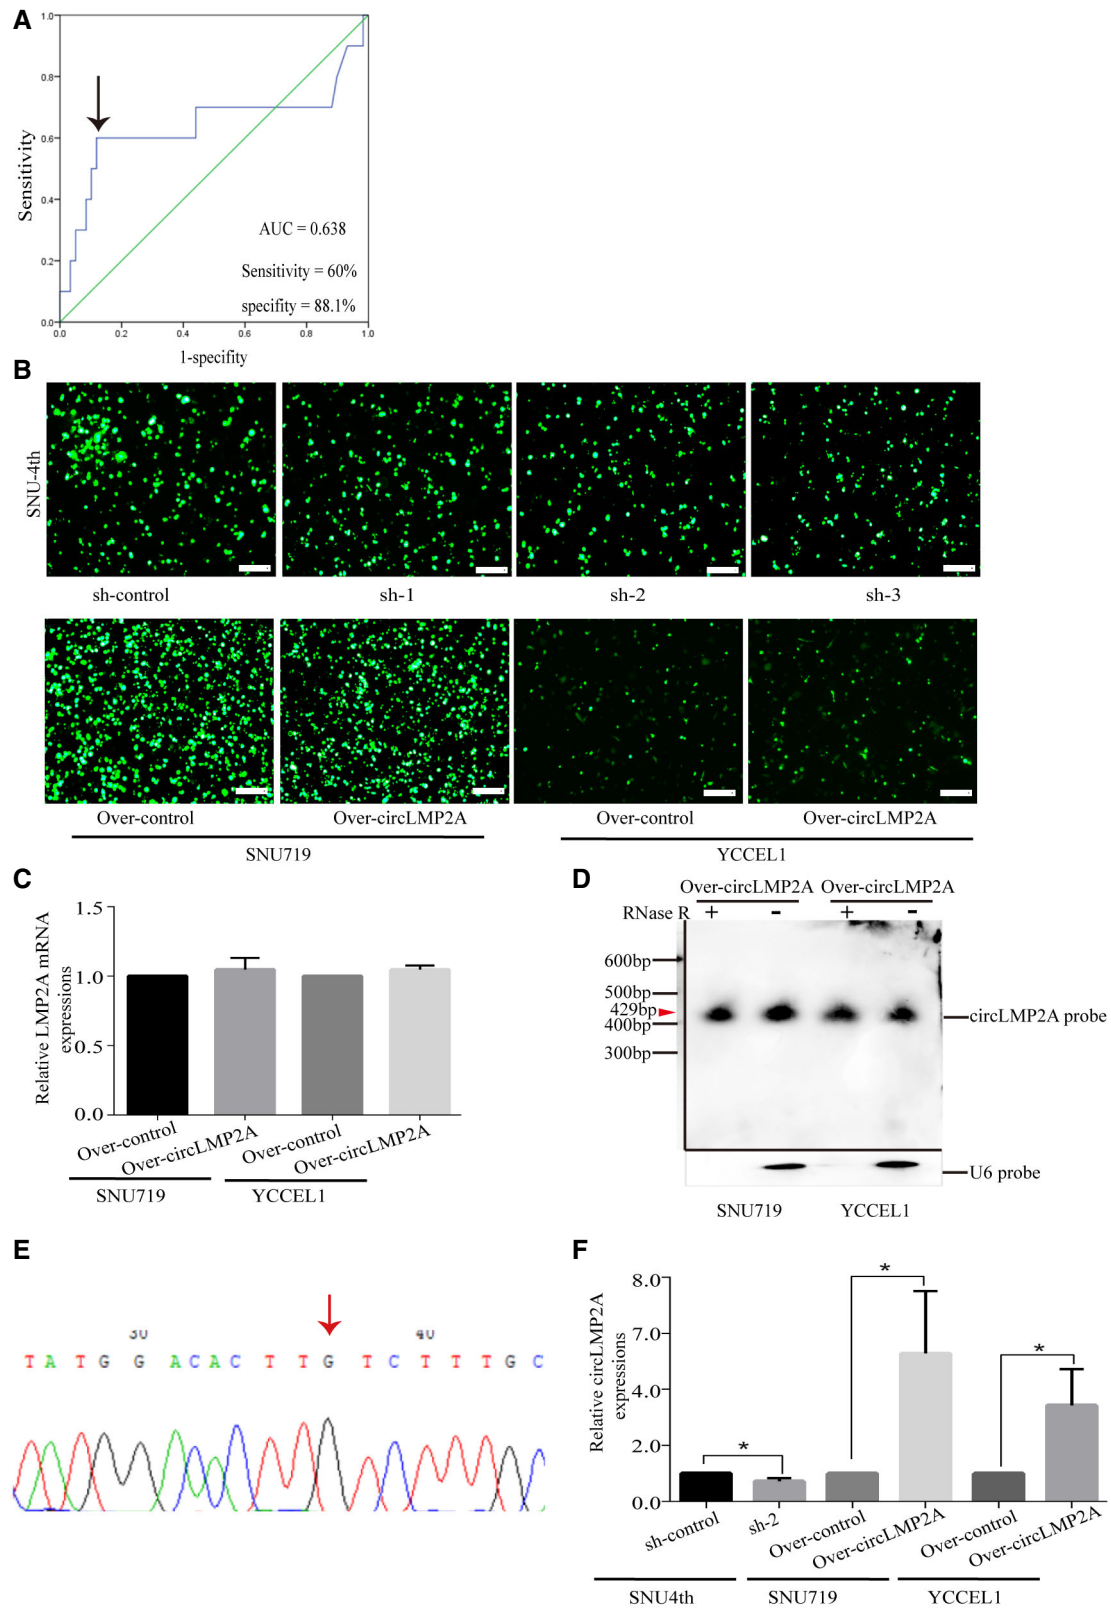 A
1.0
0.8
0.6
0.4
0.2
0.0
Sensitivity
AUC = 0.638
Sensitivity = 60%
specifity = 88.1%
0.0 0.2 0.4 0.6 0.8 1.0
1-specifity
B
SNU-4th
sh-control sh-1 sh-2 sh-3
Over-control Over-circLMP2A Over-control Over-circLMP2A
SNU719 YCCEL1
C
Relative LMP2A mRNA
expressions
1.5
1.0
0.5
0.0
Over-control Over-circLMP2A Over-control Over-circLMP2A
SNU719 YCCEL1
D
Over-circLMP2A Over-circLMP2A
RNase R + - + -
600bp
500bp
429bp
400bp
300bp
circLMP2A probe
U6 probe
SNU719 YCCEL1
E
30 40
T A T G G A C A C T T G T C T T T G C
F
Relative circLMP2A
expressions
8.0
7.0
4.0
2.0
0.0
* * *
sh-control sh-2 Over-control Over-circLMP2A Over-control Over-circLMP2A
SNU4th SNU719 YCCEL1